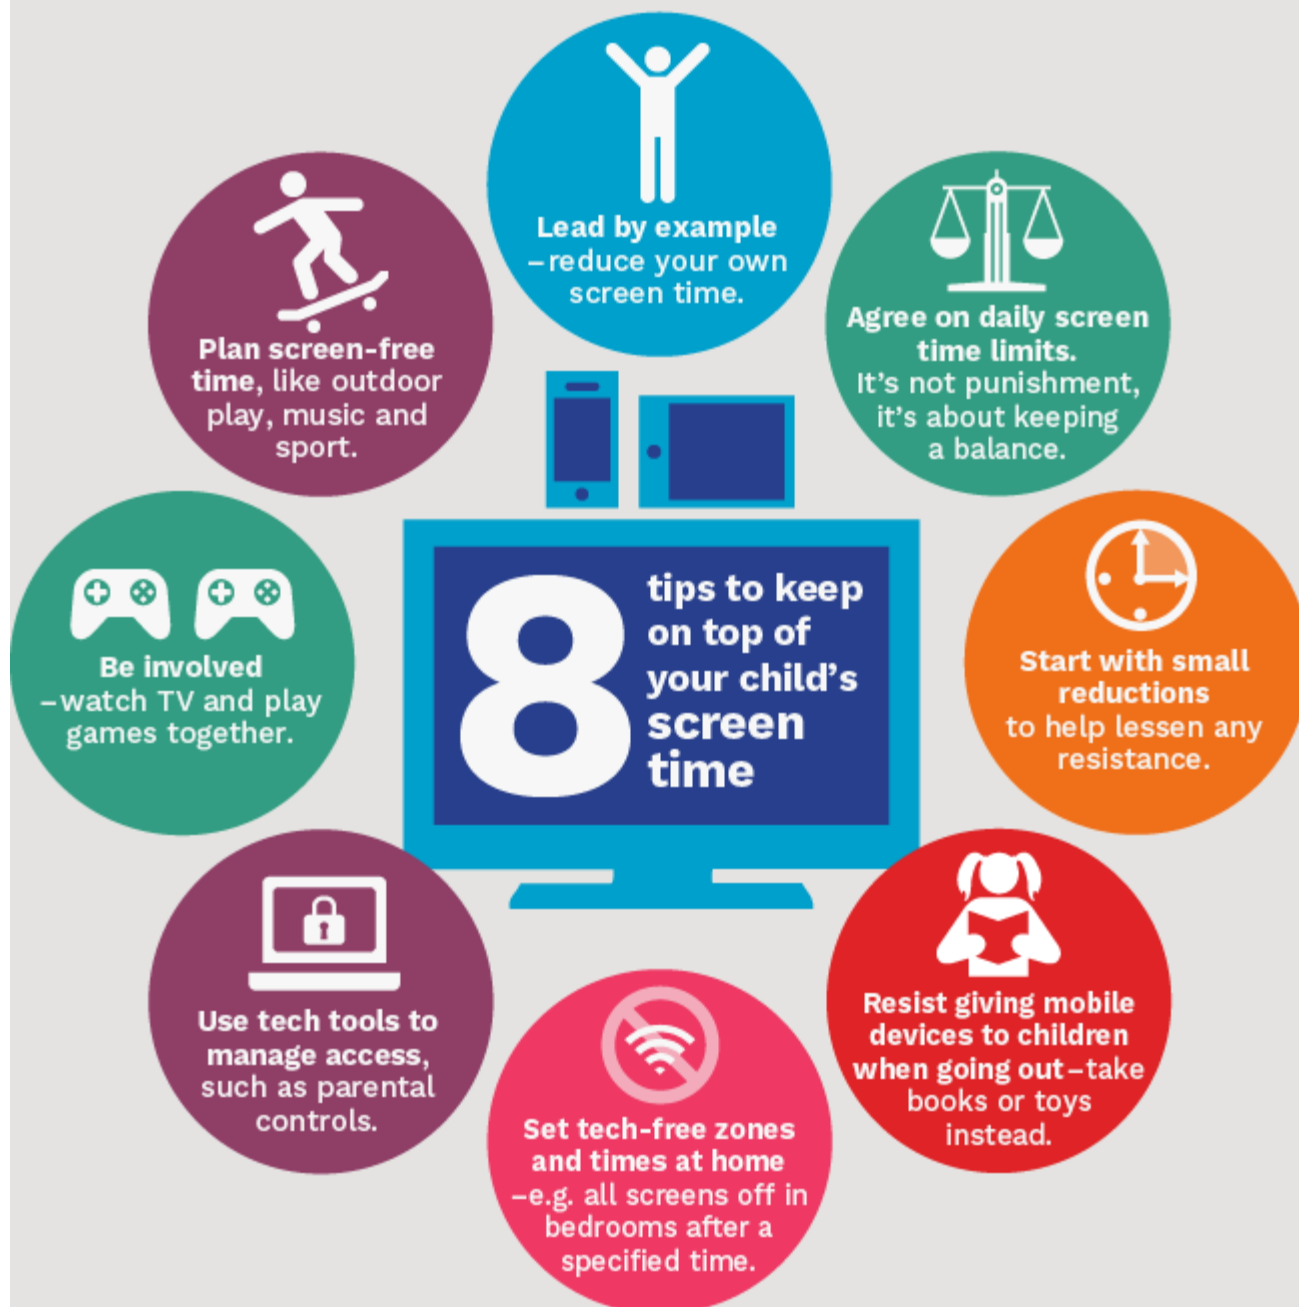 8
tips to keep
on top of
your child's
screen
time
Lead by example
–reduce your own
screen time.
Agree on daily screen
time limits.
It's not punishment,
it's about keeping
a balance.
Start with small
reductions
to help lessen any
resistance.
Resist giving mobile
devices to children
when going out–take
books or toys
instead.
Set tech-free zones
and times at home
–e.g. all screens off in
bedrooms after a
specified time.
Use tech tools to
manage access,
such as parental
controls.
Be involved
–watch TV and play
games together.
Plan screen-free
time, like outdoor
play, music and
sport.